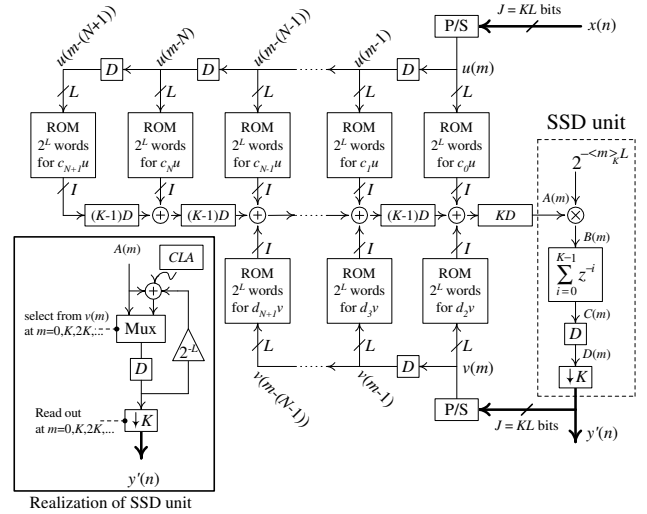 J = KL bits
P/S
x(n)
u(m-(N+1))
u(m-N)
u(m-(N-1))
u(m-1)
D
D
D
u(m)
L
L
L
L
L
ROM
2^L words
for c_{N+1}u
ROM
2^L words
for c_N u
ROM
2^L words
for c_{N-1}u
ROM
2^L words
for c_1 u
ROM
2^L words
for c_0 u
SSD unit
2^{-<m>_K L}
I
I
I
I
I
A(m)
(K-1)D
(K-1)D
(K-1)D
KD
B(m)
I
I
I
ROM
2^L words
for d_{N+1}v
ROM
2^L words
for d_3 v
ROM
2^L words
for d_2 v
K-1
∑ z^{-i}
i = 0
C(m)
D
D(m)
↓K
L
L
L
D
v(m)
v(m-(N-1))
v(m-1)
P/S
J = KL bits
y'(n)
A(m)
CLA
select from v(m)
at m=0,K,2K,...
Mux
2^{-L}
D
Read out
at m=0,K,2K,...
↓K
y'(n)
Realization of SSD unit